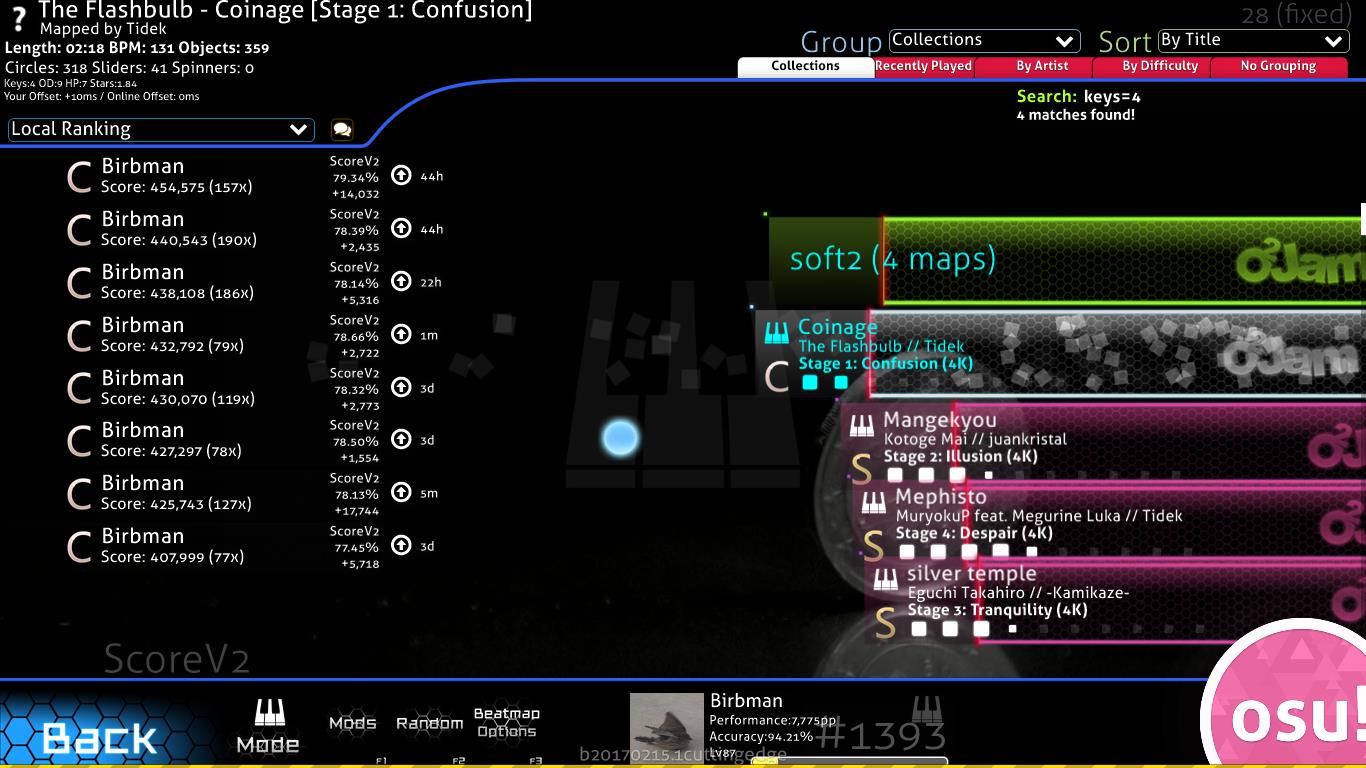 ?
The Flashbulb - Coinage [Stage 1: Confusion]
Mapped by Tidek
Length: 02:18 BPM: 131 Objects: 359
Circles: 318 Sliders: 41 Spinners: 0
Keys:4 OD:9 HP:7 Stars:1.84
Your Offset: +10ms / Online Offset: 0ms
28 (fixed)
Group Collections Sort By Title
Collections Recently Played By Artist By Difficulty No Grouping
Search: keys=4
4 matches found!
Local Ranking
C Birbman
Score: 454,575 (157x)
ScoreV2
79.34%
+14,032
44h
C Birbman
Score: 440,543 (190x)
ScoreV2
78.39%
+2,435
44h
C Birbman
Score: 438,108 (186x)
ScoreV2
78.14%
+5,316
22h
C Birbman
Score: 432,792 (79x)
ScoreV2
78.66%
+2,722
1m
C Birbman
Score: 430,070 (119x)
ScoreV2
78.32%
+2,773
3d
C Birbman
Score: 427,297 (78x)
ScoreV2
78.50%
+1,554
3d
C Birbman
Score: 425,743 (127x)
ScoreV2
78.13%
+17,744
5m
C Birbman
Score: 407,999 (77x)
ScoreV2
77.45%
+5,718
3d
soft2 (4 maps)
O2Jam
Coinage
The Flashbulb // Tidek
Stage 1: Confusion (4K)
C
O2Jam
Mangekyou
Kotoge Mai // juankristal
Stage 2: Illusion (4K)
S
Mephisto
MuryokuP feat. Megurine Luka // Tidek
Stage 4: Despair (4K)
S
silver temple
Eguchi Takahiro // -Kamikaze-
Stage 3: Tranquility (4K)
S
ScoreV2
Back
Mode
Mods
F1
Random
F2
Beatmap
Options
F3
Birbman
Performance:7,775pp
Accuracy:94.21%
Lv87
#1393
b20170215.1cuttingedge
osu!